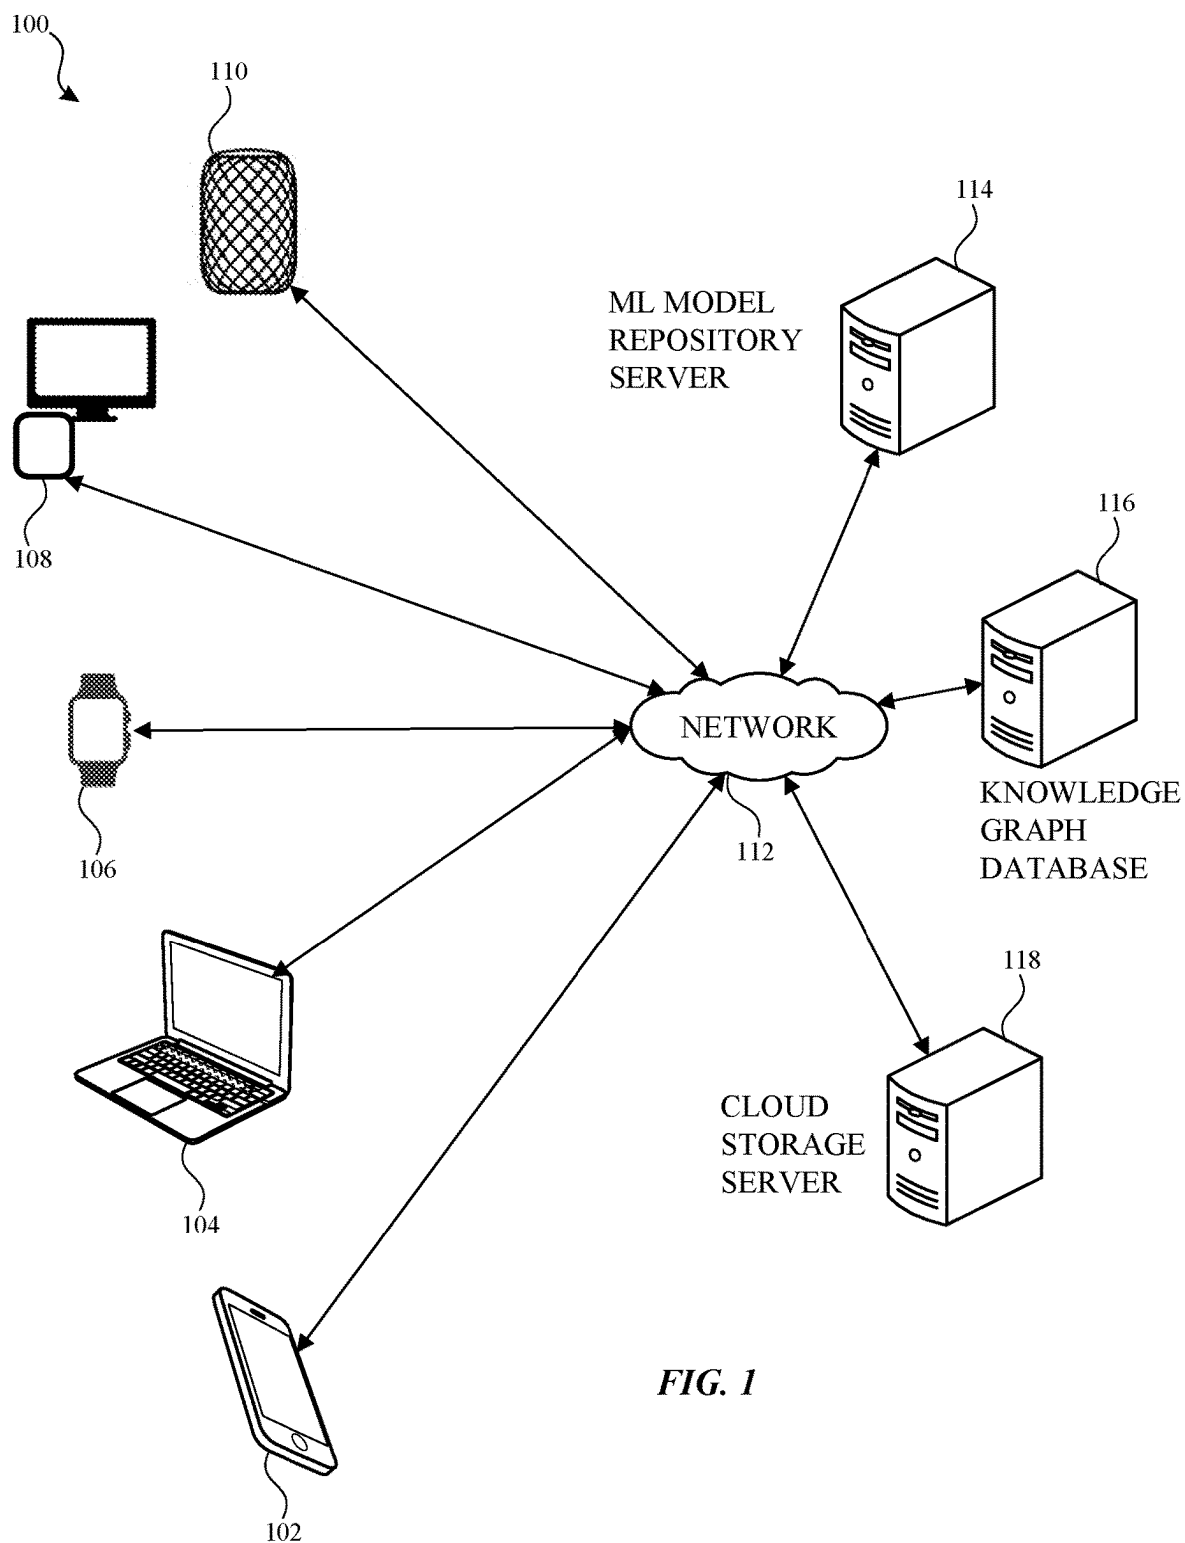 100
110
114
ML MODEL
REPOSITORY
SERVER
108
116
NETWORK
KNOWLEDGE
GRAPH
DATABASE
112
106
118
CLOUD
STORAGE
SERVER
104
FIG. 1
102